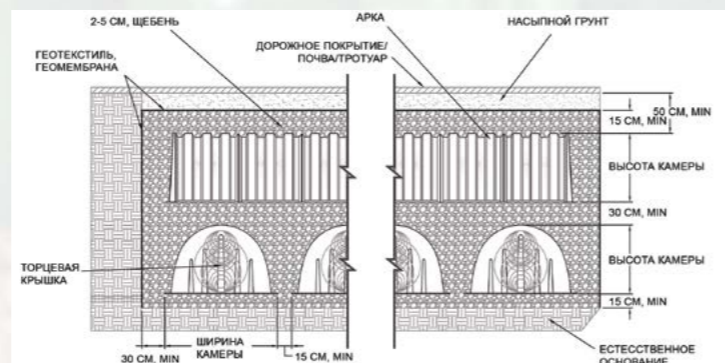 2-5 СМ, ЩЕБЕНЬ
АРКА
НАСЫПНОЙ ГРУНТ
ДОРОЖНОЕ ПОКРЫТИЕ/
ПОЧВА/ТРОТУАР
ГЕОТЕКСТИЛЬ,
ГЕОМЕМБРАНА
50 СМ, MIN
15 СМ, MIN
ВЫСОТА КАМЕРЫ
30 СМ, MIN
ВЫСОТА КАМЕРЫ
15 СМ, MIN
ТОРЦЕВАЯ
КРЫШКА
30 СМ, MIN
ШИРИНА
КАМЕРЫ
15 СМ, MIN
ЕСТЕССТВЕННОЕ
ОСНОВАНИЕ